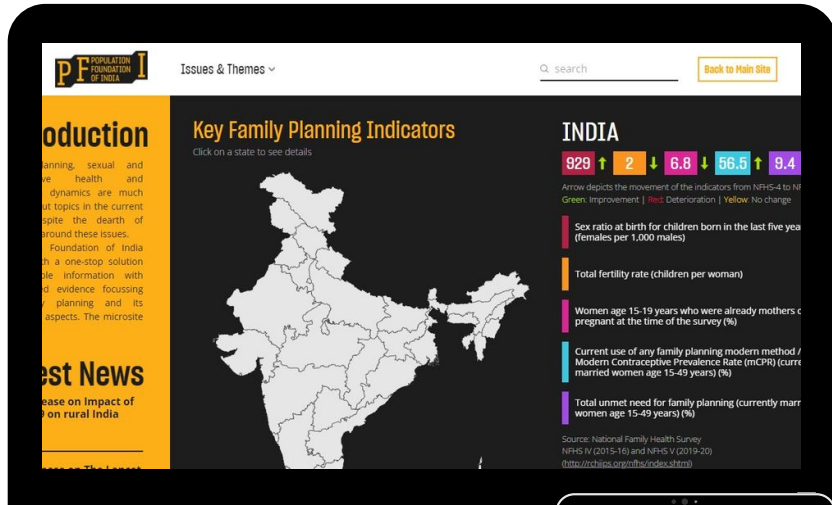 P F I POPULATION
FOUNDATION
OF INDIA
Issues & Themes
search
Back to Main Site
oduction
lanning, sexual and
ve health and
dynamics are much
ut topics in the current
spite the dearth of
around these issues.
Foundation of India
th a one-stop solution
ble information with
ed evidence focussing
y planning and its
aspects. The microsite
est News
ease on Impact of
on rural India
Key Family Planning Indicators
Click on a state to see details
INDIA
929 ↑ 2 ↓ 6.8 ↓ 56.5 ↑ 9.4
Arrow depicts the movement of the indicators from NFHS-4 to NF
Green: Improvement | Red: Deterioration | Yellow: No change
Sex ratio at birth for children born in the last five yea
(females per 1,000 males)
Total fertility rate (children per woman)
Women age 15-19 years who were already mothers o
pregnant at the time of the survey (%)
Current use of any family planning modern method /
Modern Contraceptive Prevalence Rate (mCPR) (curre
married women age 15-49 years) (%)
Total unmet need for family planning (currently marr
women age 15-49 years) (%)
Source: National Family Health Survey
NFHS IV (2015-16) and NFHS V (2019-20)
(http://rchiips.org/nfhs/index.shtml)